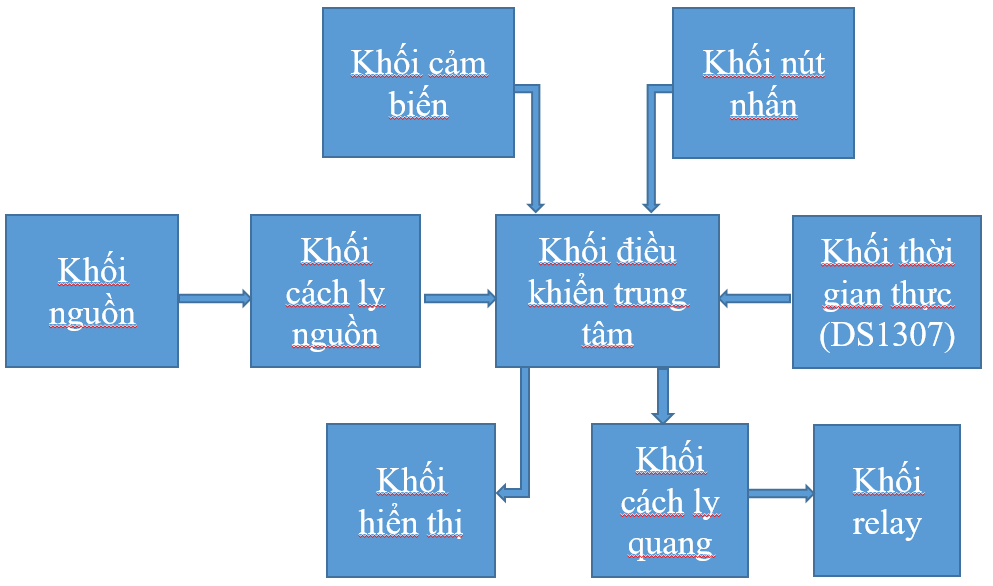 Khối cảm
biến
Khối nút
nhấn
Khối
nguồn
Khối
cách ly
nguồn
Khối điều
khiển trung
tâm
Khối thời
gian thực
(DS1307)
Khối
hiển thị
Khối
cách ly
quang
Khối
relay